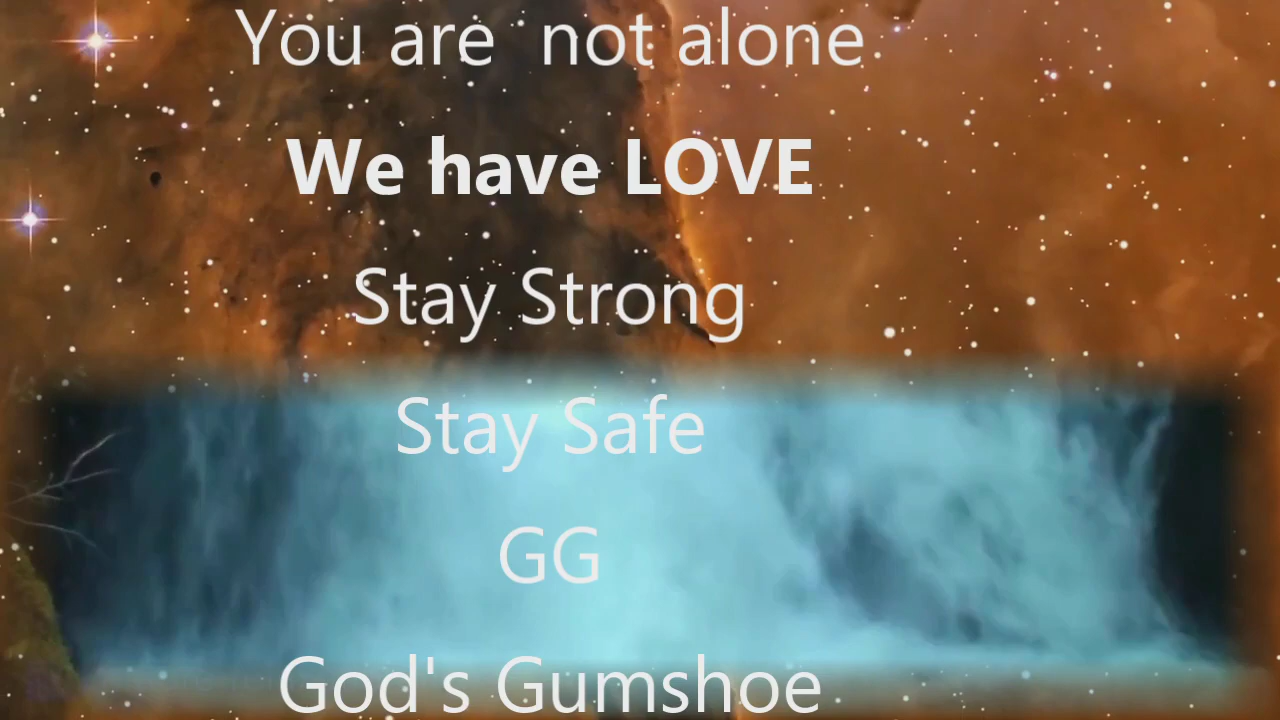 You are  not alone
We have LOVE
Stay Strong
Stay Safe
GG
God's Gumshoe